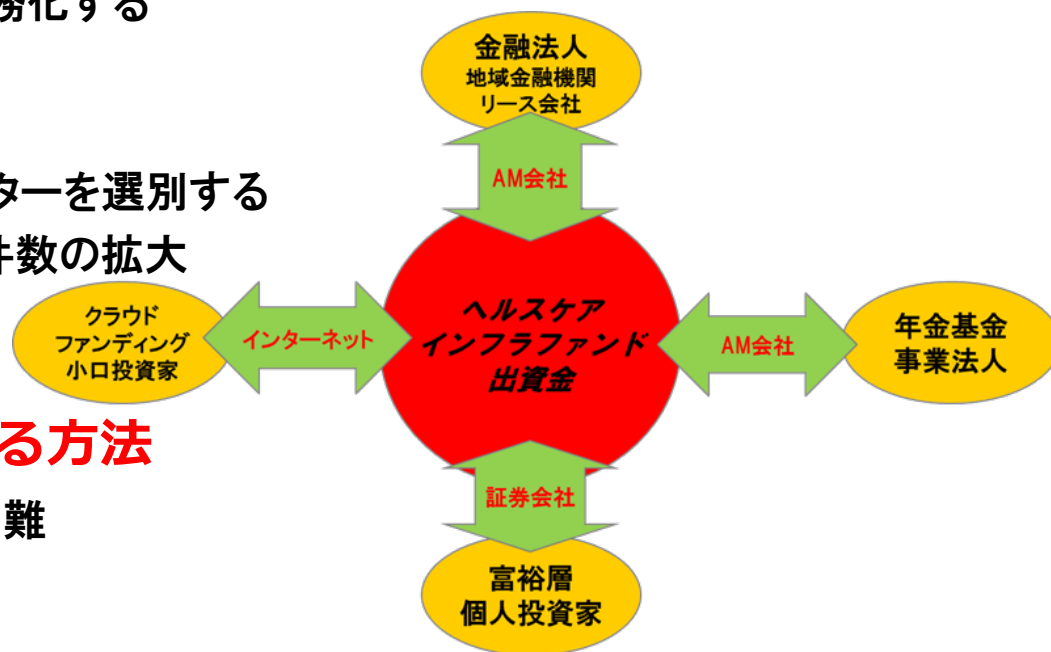 務化する
ターを選別する
件数の拡大
る方法
難
金融法人
地域金融機関
リース会社
AM会社
クラウド
ファンディング
小口投資家
インターネット
ヘルスケア
インフラファンド
出資金
AM会社
年金基金
事業法人
証券会社
富裕層
個人投資家